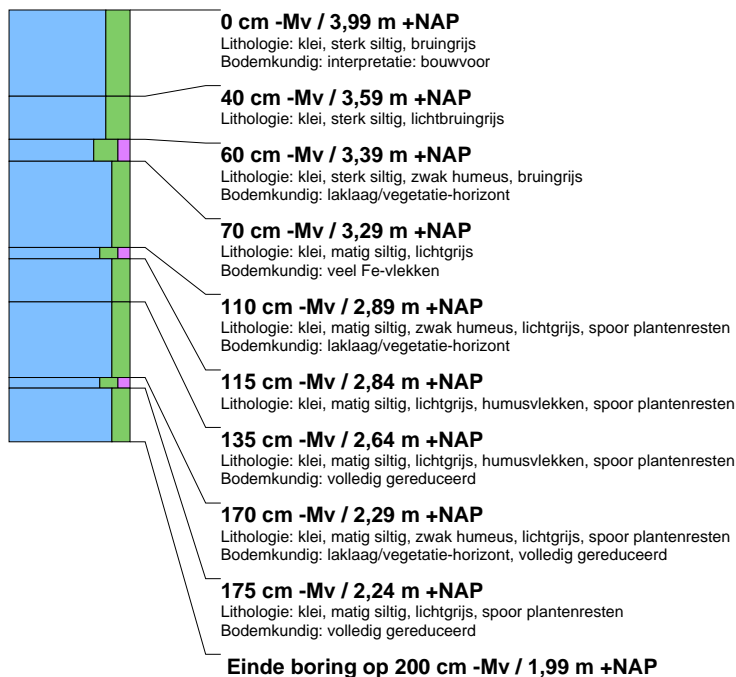 0 cm -Mv / 3,99 m +NAP
Lithologie: klei, sterk siltig, bruingrijs
Bodemkundig: interpretatie: bouwvoor
40 cm -Mv / 3,59 m +NAP
Lithologie: klei, sterk siltig, lichtbruingrijs
60 cm -Mv / 3,39 m +NAP
Lithologie: klei, sterk siltig, zwak humeus, bruingrijs
Bodemkundig: laklaag/vegetatie-horizont
70 cm -Mv / 3,29 m +NAP
Lithologie: klei, matig siltig, lichtgrijs
Bodemkundig: veel Fe-vlekken
110 cm -Mv / 2,89 m +NAP
Lithologie: klei, matig siltig, zwak humeus, lichtgrijs, spoor plantenresten
Bodemkundig: laklaag/vegetatie-horizont
115 cm -Mv / 2,84 m +NAP
Lithologie: klei, matig siltig, lichtgrijs, humusvlekken, spoor plantenresten
135 cm -Mv / 2,64 m +NAP
Lithologie: klei, matig siltig, lichtgrijs, humusvlekken, spoor plantenresten
Bodemkundig: volledig gereduceerd
170 cm -Mv / 2,29 m +NAP
Lithologie: klei, matig siltig, zwak humeus, lichtgrijs, spoor plantenresten
Bodemkundig: laklaag/vegetatie-horizont, volledig gereduceerd
175 cm -Mv / 2,24 m +NAP
Lithologie: klei, matig siltig, lichtgrijs, spoor plantenresten
Bodemkundig: volledig gereduceerd
Einde boring op 200 cm -Mv / 1,99 m +NAP